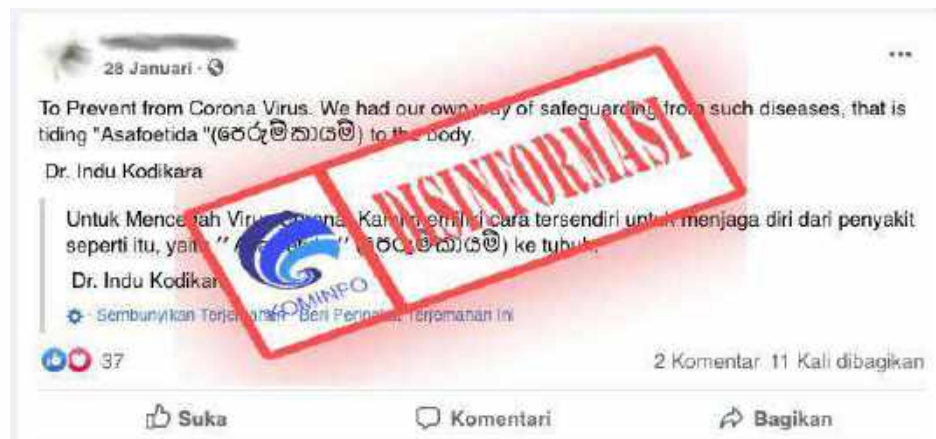 28 Januari
To Prevent from Corona Virus. We had our own way of safeguarding from such diseases, that is
tiding "Asafoetida "(පෙරුම්කායම්) to the body.
Dr. Indu Kodikara
Untuk Mencegah Virus Corona. Kami memiliki cara tersendiri untuk menjaga diri dari penyakit
seperti itu, (පෙරුම්කායම්) ke tubuh.
Dr. Indu Kodikar
Sembunyikan Terjemahan Beri Peringkat Terjemahan Ini
DISINFORMASI
KOMINFO
37
2 Komentar 11 Kali dibagikan
Suka Komentari Bagikan